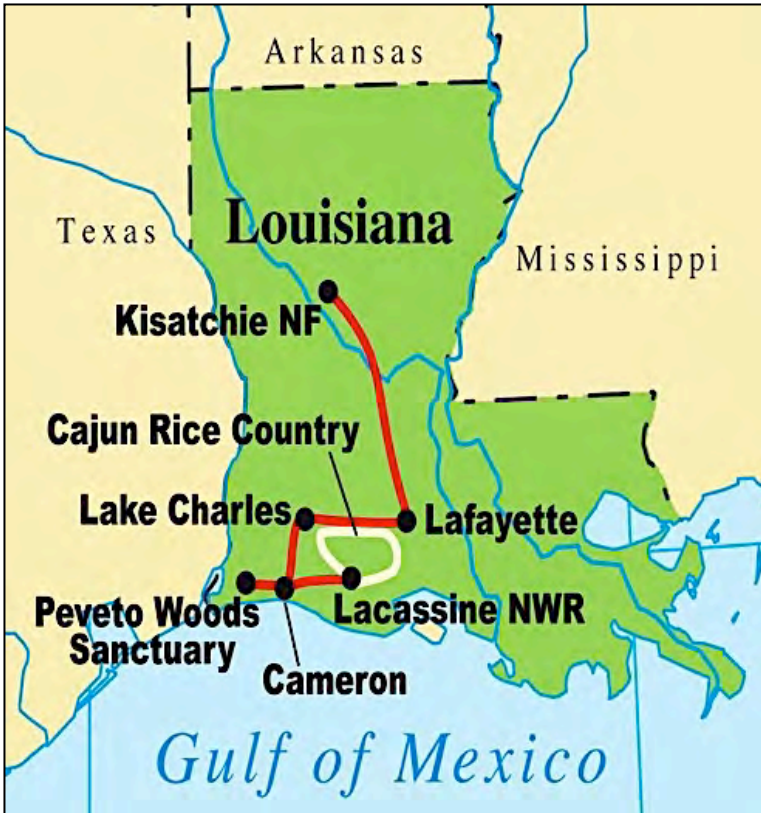 Arkansas
Louisiana
Texas
Mississippi
Kisatchie NF
Cajun Rice Country
Lake Charles
Lafayette
Peveto Woods
Sanctuary
Lacassine NWR
Cameron
Gulf of Mexico